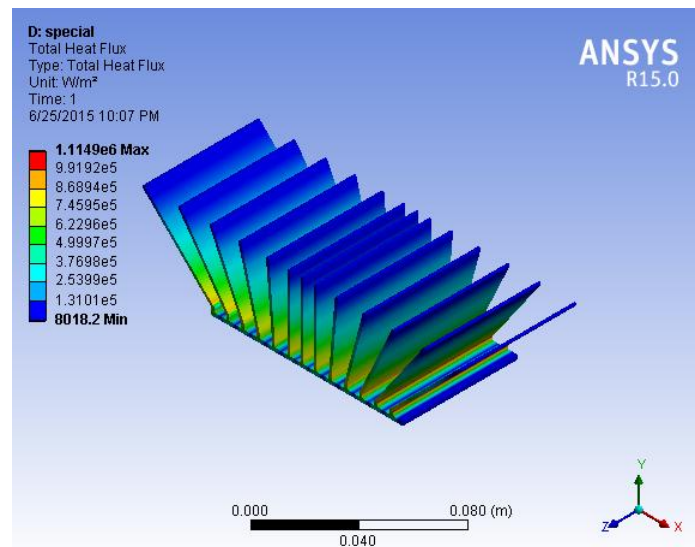 D: special
Total Heat Flux
Type: Total Heat Flux
Unit: W/m²
Time: 1
6/25/2015 10:07 PM
ANSYS
R15.0
1.1149e6 Max
9.9192e5
8.6894e5
7.4595e5
6.2296e5
4.9997e5
3.7698e5
2.5399e5
1.3101e5
8018.2 Min
0.000
0.080 (m)
0.040
Y
Z
X